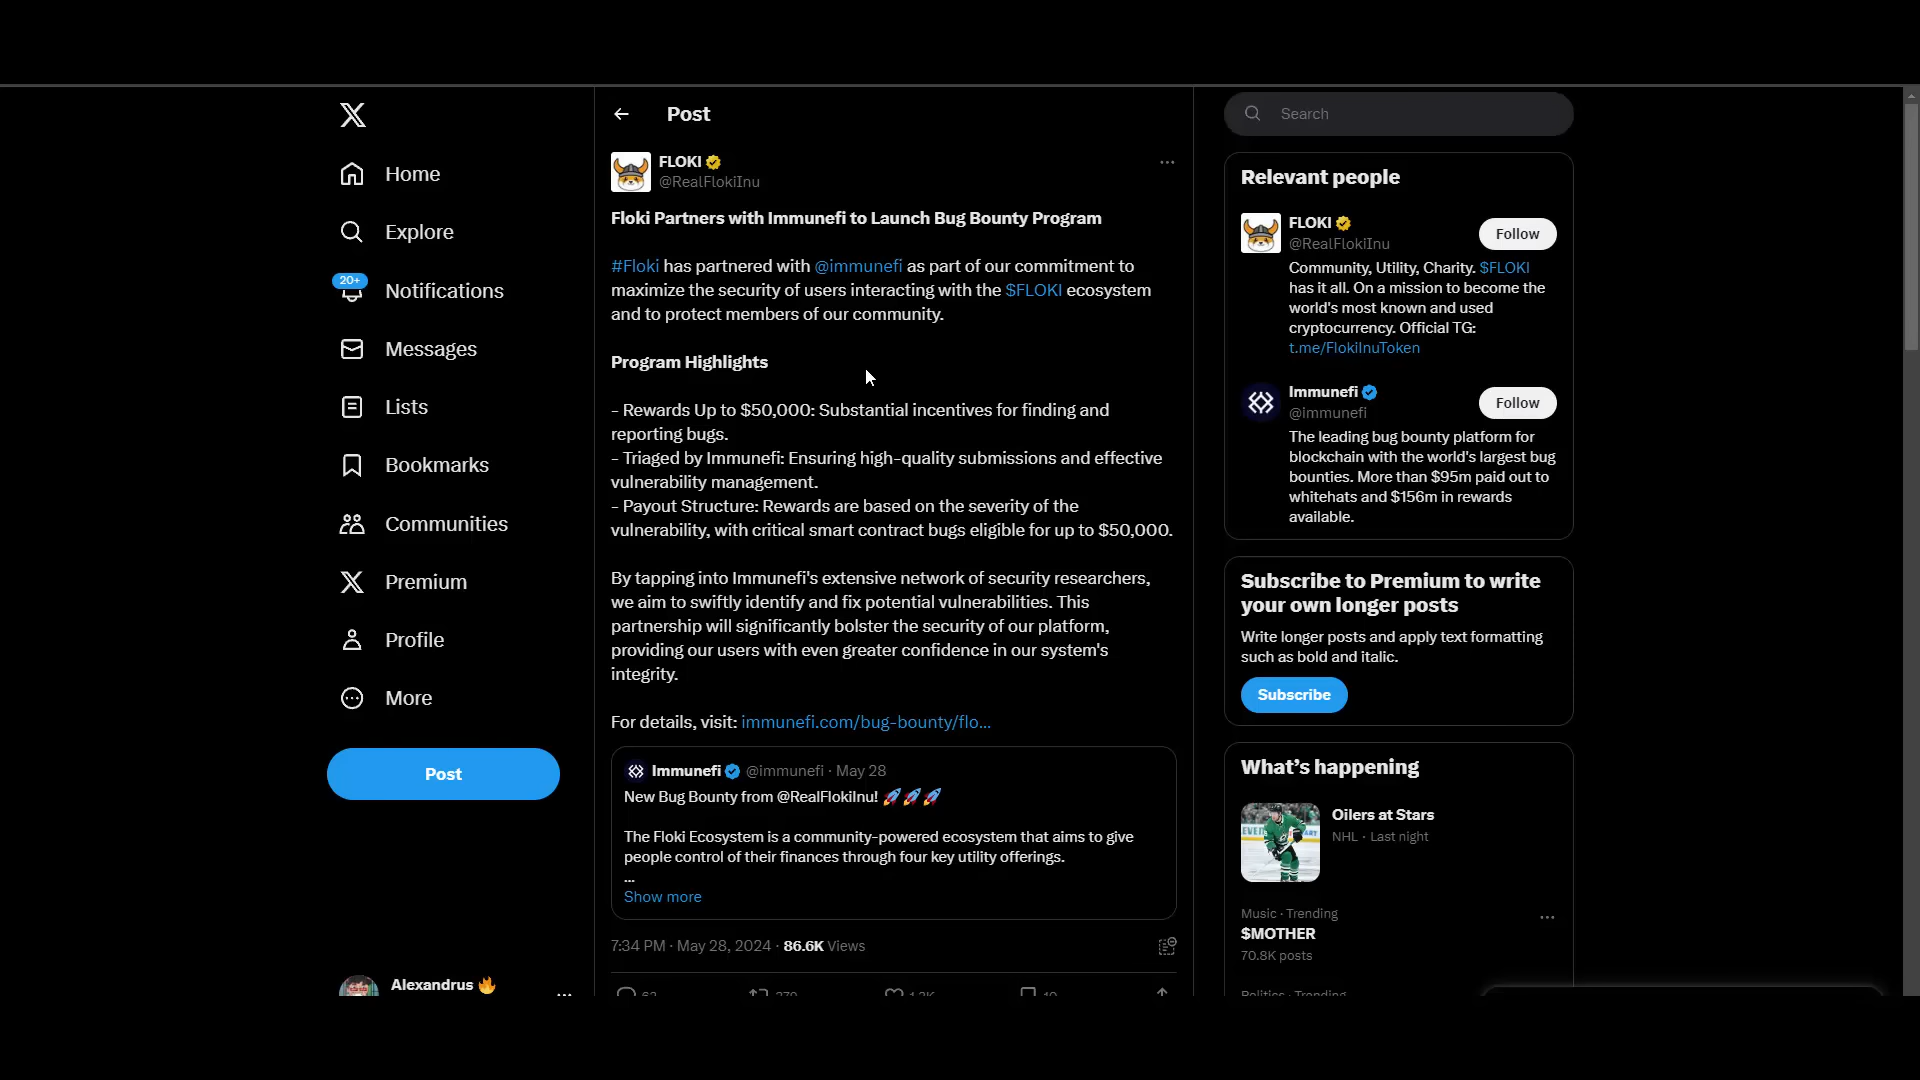 Home
Explore
20+
Notifications
Messages
Lists
Bookmarks
Communities
Premium
Profile
More
Post
Alexandrus 🔥
Post
FLOKI
@RealFlokiInu
Floki Partners with Immunefi to Launch Bug Bounty Program
#Floki has partnered with @immunefi as part of our commitment to
maximize the security of users interacting with the $FLOKI ecosystem
and to protect members of our community.
Program Highlights
- Rewards Up to $50,000: Substantial incentives for finding and
reporting bugs.
- Triaged by Immunefi: Ensuring high-quality submissions and effective
vulnerability management.
- Payout Structure: Rewards are based on the severity of the
vulnerability, with critical smart contract bugs eligible for up to $50,000.
By tapping into Immunefi's extensive network of security researchers,
we aim to swiftly identify and fix potential vulnerabilities. This
partnership will significantly bolster the security of our platform,
providing our users with even greater confidence in our system's
integrity.
For details, visit: immunefi.com/bug-bounty/flo...
Immunefi @immunefi · May 28
New Bug Bounty from @RealFlokiInu! 🚀🚀🚀
The Floki Ecosystem is a community-powered ecosystem that aims to give
people control of their finances through four key utility offerings.
...
Show more
7:34 PM · May 28, 2024 · 86.6K Views
Search
Relevant people
FLOKI
@RealFlokiInu
Follow
Community, Utility, Charity. $FLOKI
has it all. On a mission to become the
world's most known and used
cryptocurrency. Official TG:
t.me/FlokiInuToken
Immunefi
@immunefi
Follow
The leading bug bounty platform for
blockchain with the world's largest bug
bounties. More than $95m paid out to
whitehats and $156m in rewards
available.
Subscribe to Premium to write
your own longer posts
Write longer posts and apply text formatting
such as bold and italic.
Subscribe
What's happening
Oilers at Stars
NHL · Last night
Music · Trending
$MOTHER
70.8K posts
Politics · Trending